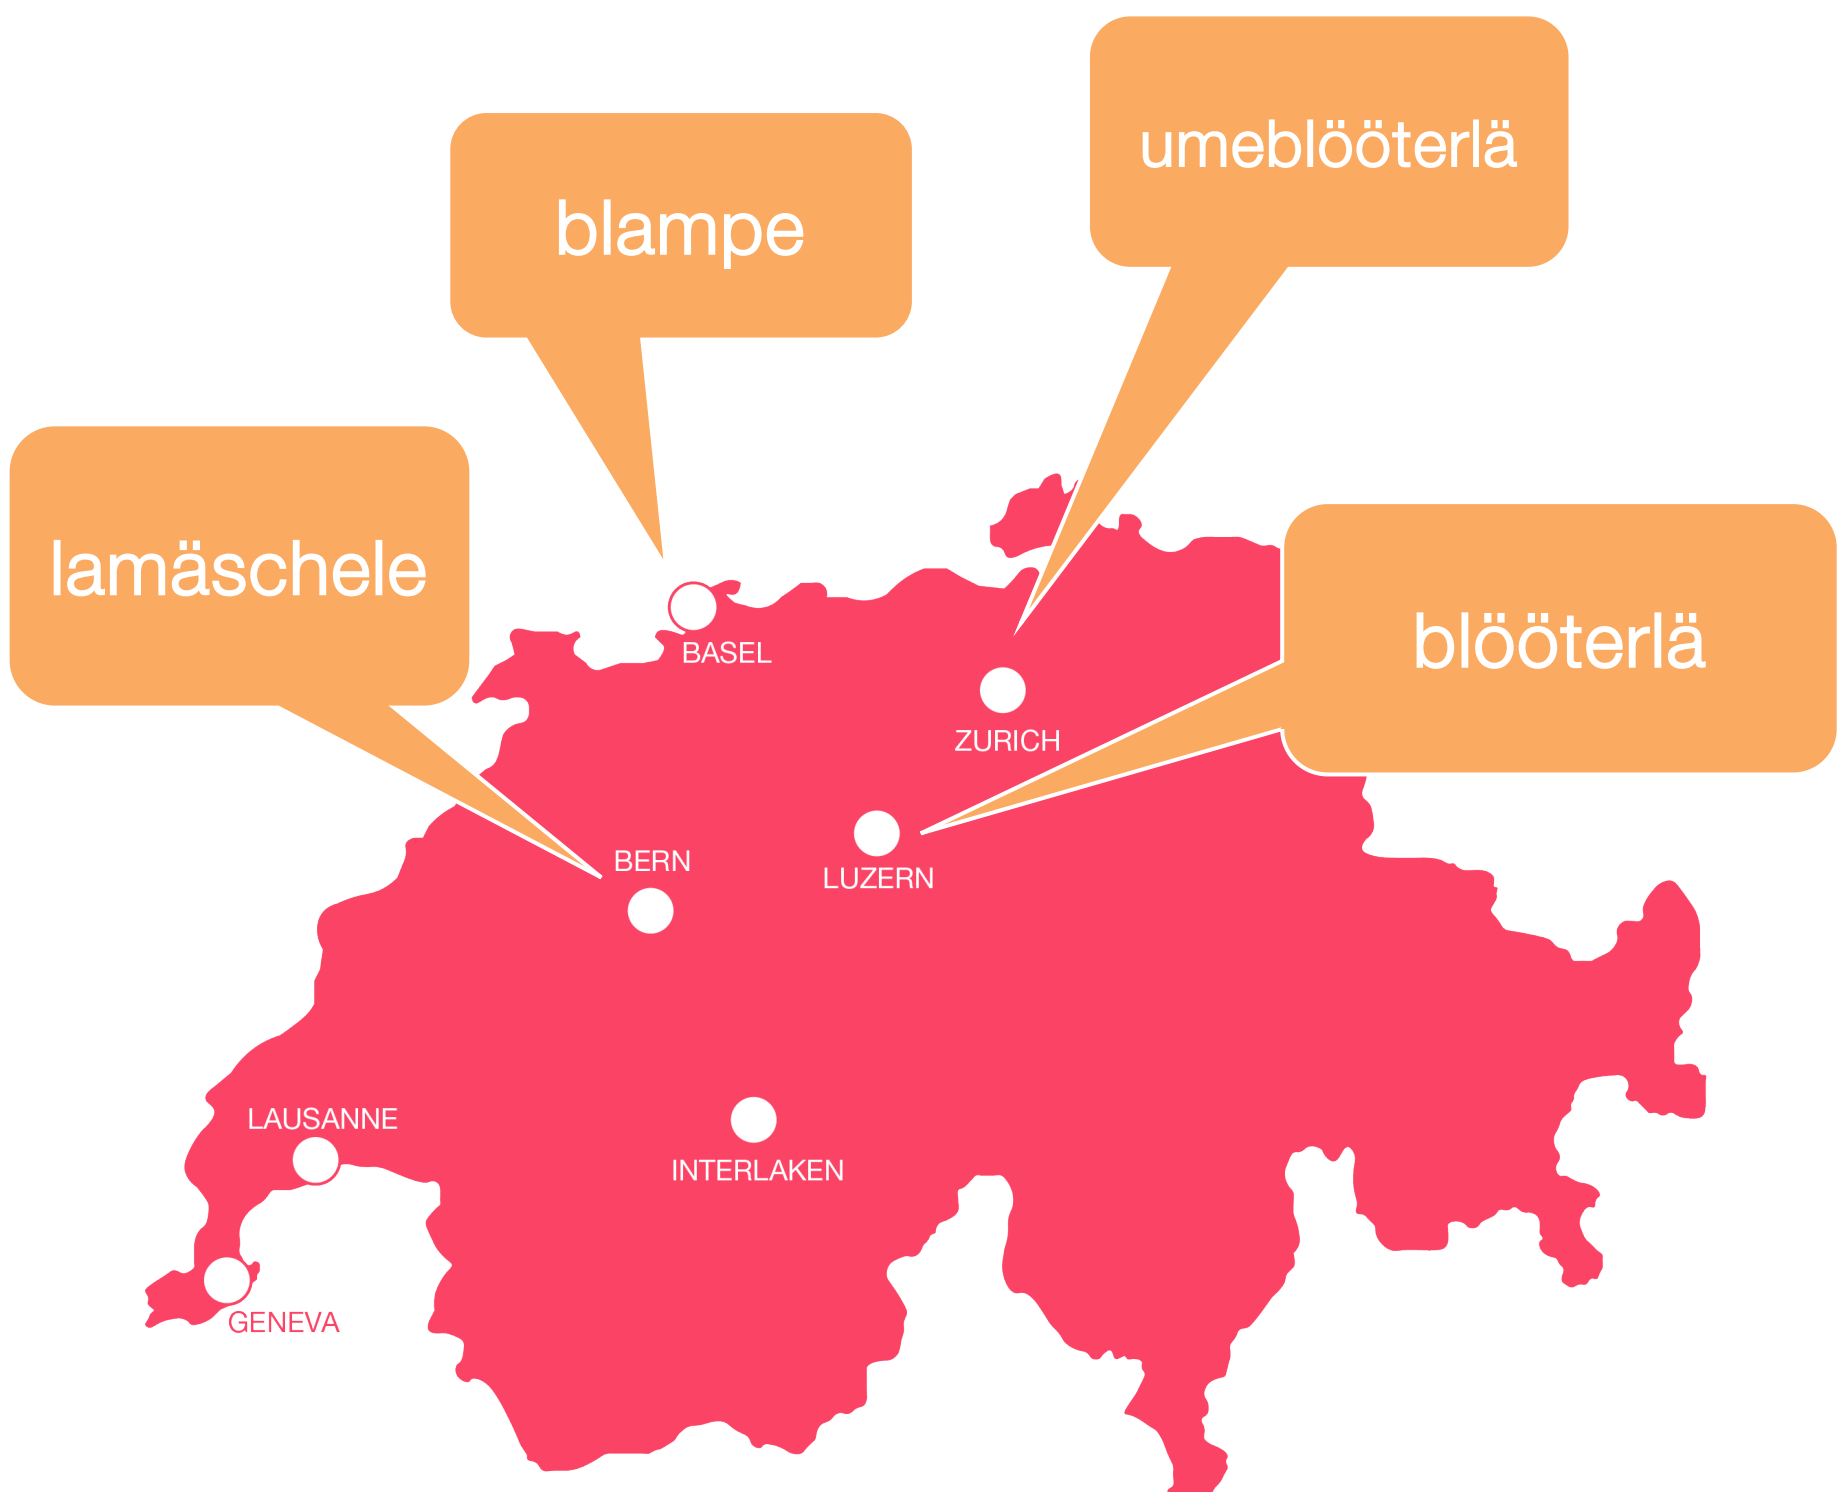 umeblööterlä
blampe
lamäschele
blööterlä
BASEL
ZURICH
BERN
LUZERN
LAUSANNE
INTERLAKEN
GENEVA